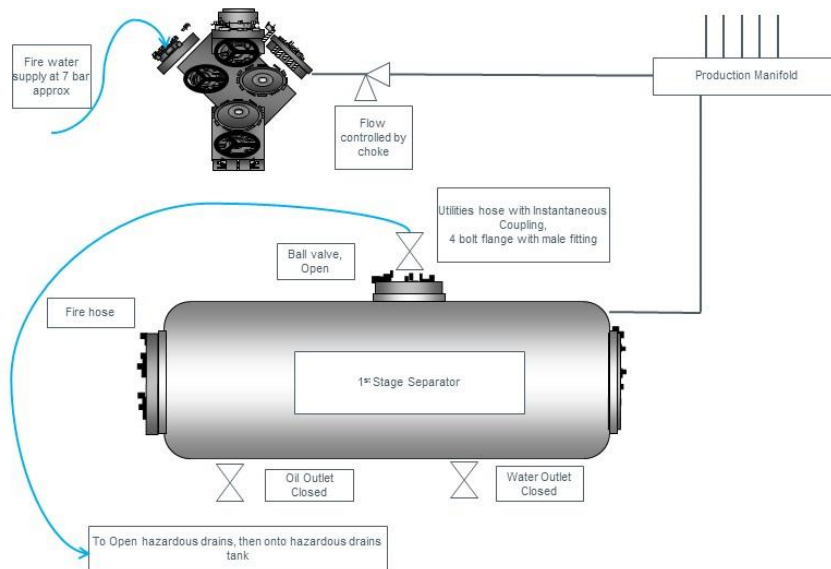 Fire water
supply at 7 bar
approx
Production Manifold
Flow
controlled by
choke
Utilities hose with Instantaneous
Coupling,
4 bolt flange with male fitting
Ball valve,
Open
Fire hose
1st Stage Separator
Oil Outlet
Closed
Water Outlet
Closed
To Open hazardous drains, then onto hazardous drains
tank